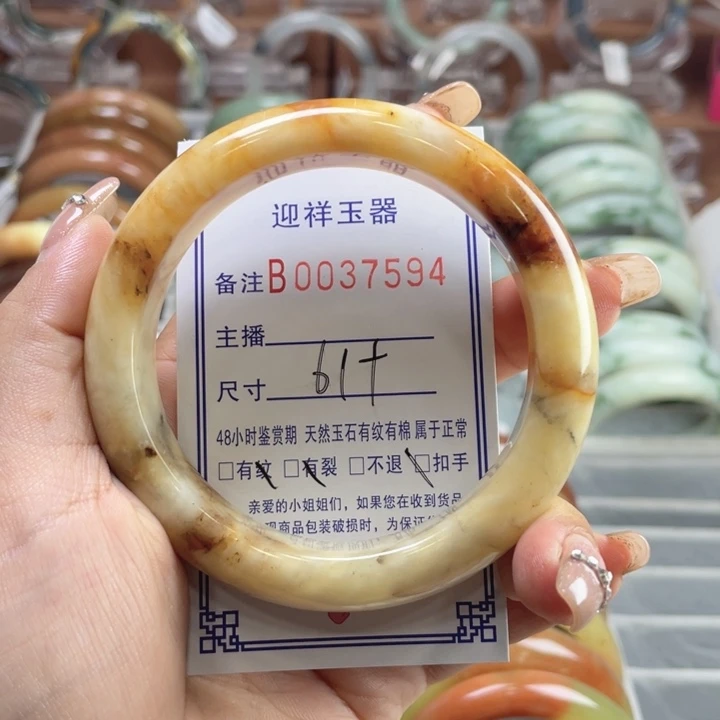 迎祥玉器
备注B0037594
主播
尺寸 61+
48小时鉴赏期 天然玉石有纹有棉 属于正常
□有纹 □有裂 □不退 □扣手
亲爱的小姐姐们，如果您在收到货品
现商品包装破损时，为保证